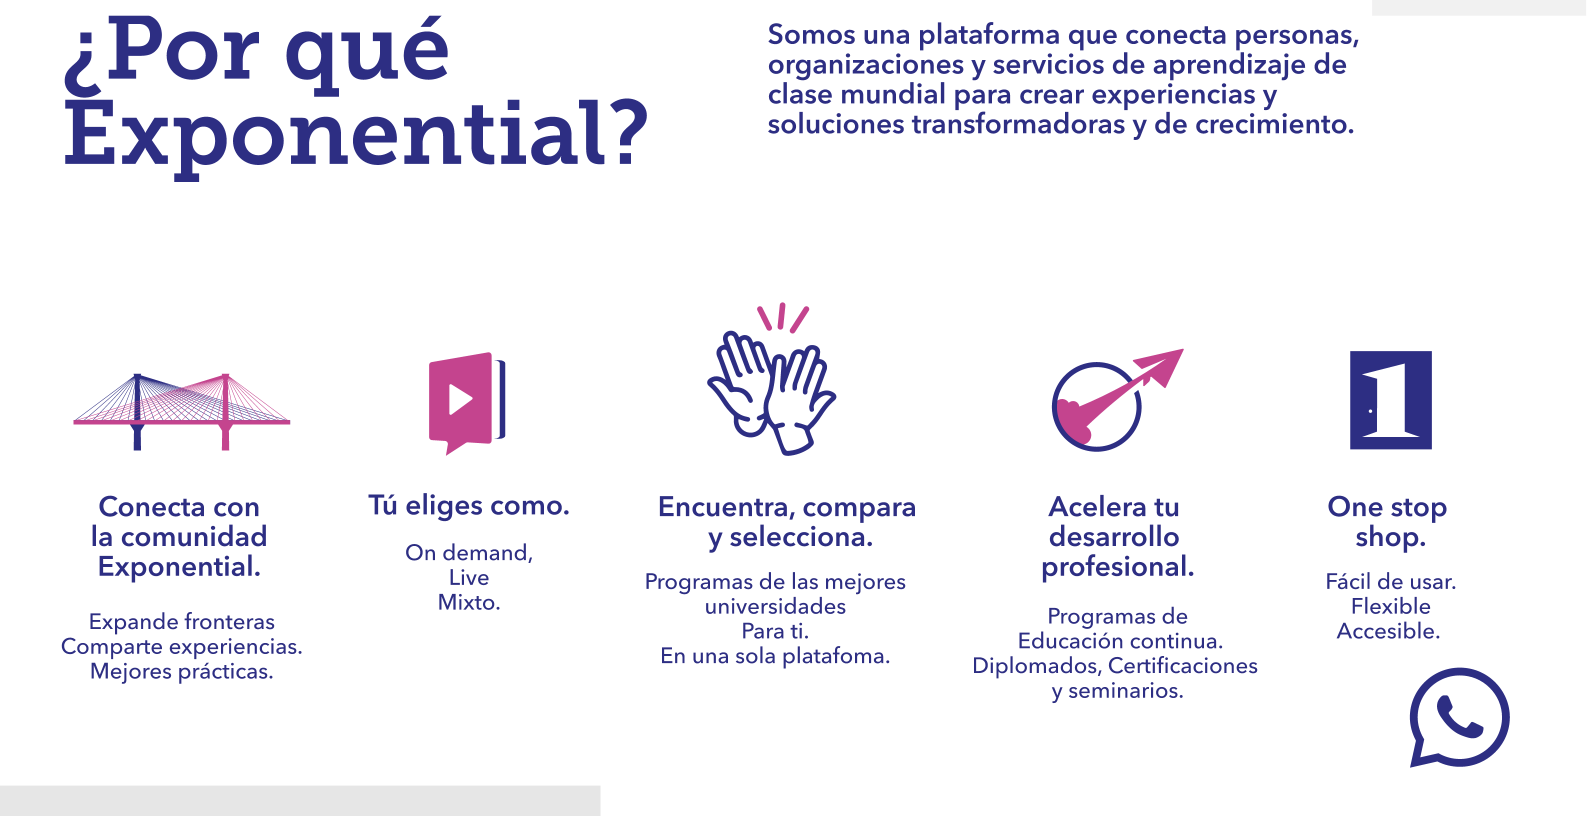 ¿Por qué
Exponential?
Somos una plataforma que conecta personas,
organizaciones y servicios de aprendizaje de
clase mundial para crear experiencias y
soluciones transformadoras y de crecimiento.
Conecta con
la comunidad
Exponential.
Expande fronteras
Comparte experiencias.
Mejores prácticas.
Tú eliges como.
On demand,
Live
Mixto.
Encuentra, compara
y selecciona.
Programas de las mejores
universidades
Para ti.
En una sola platafoma.
Acelera tu
desarrollo
profesional.
Programas de
Educación continua.
Diplomados, Certificaciones
y seminarios.
One stop
shop.
Fácil de usar.
Flexible
Accesible.